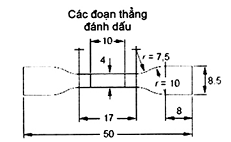 Các đoạn thẳng
đánh dấu
10
r = 7,5
4
r = 10
8.5
17
8
50